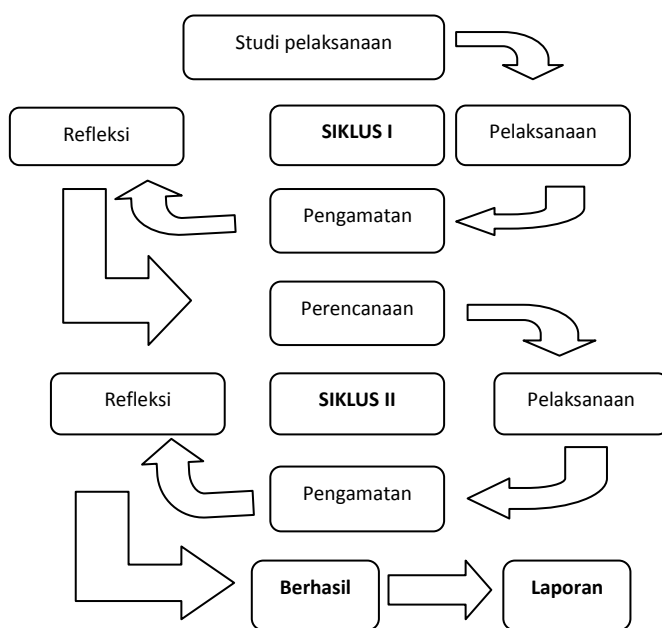 Studi pelaksanaan
Refleksi
SIKLUS I
Pelaksanaan
Pengamatan
Perencanaan
Refleksi
SIKLUS II
Pelaksanaan
Pengamatan
Berhasil
Laporan